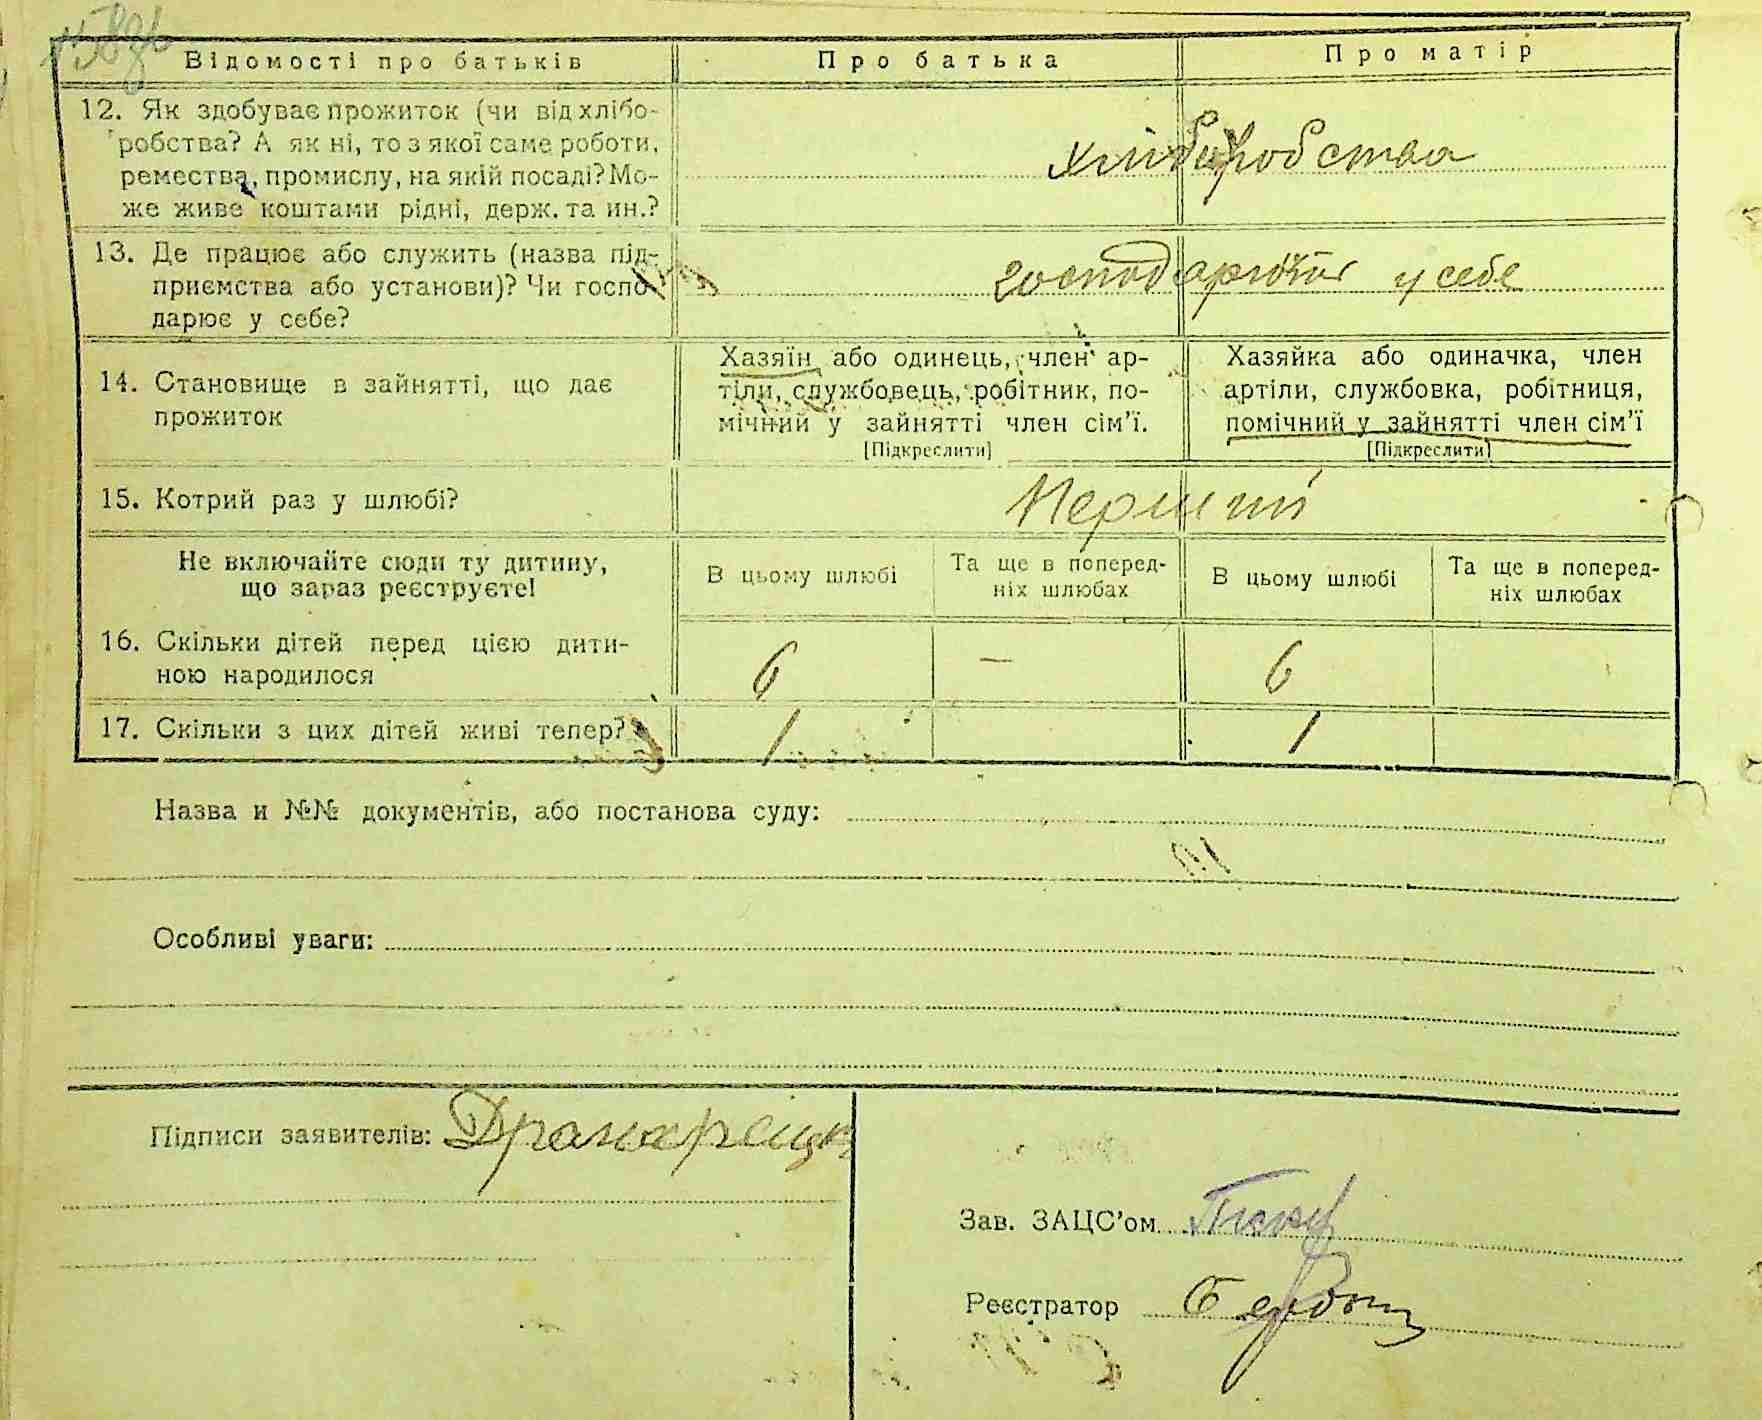 Відомості про батьків
Про батька
Про матір
12. Як здобуває прожиток (чи від хлібо-
робства? А як ні, то з якої саме роботи,
ремества, промислу, на якій посаді? Мо-
же живе коштами рідні, держ. та ин.?
хліборобства
13. Де працює або служить (назва під-
приємства або установи)? Чи госпо
дарює у себе?
господарюють у себе
14. Становище в зайнятті, що дає
прожиток
Хазяїн або одинець, член ар-
тіли, службовець, робітник, по-
мічний у зайнятті член сім’ї.
[Підкреслити]
Хазяйка або одиначка, член
артіли, службовка, робітниця,
помічний у зайнятті член сім’ї
[Підкреслити]
15. Котрий раз у шлюбі?
Перший
Не включайте сюди ту дитину,
що зараз реєструєте!
В цьому шлюбі
Та ще в поперед-
ніх шлюбах
В цьому шлюбі
Та ще в поперед-
ніх шлюбах
16. Скільки дітей перед цією дити-
ною народилося
6
—
6
17. Скільки з цих дітей живі тепер?
1
1
Назва и №№ документів, або постанова суду:
Особливі уваги:
Підписи заявителів:
Зав. ЗАЦС’ом
Реєстратор